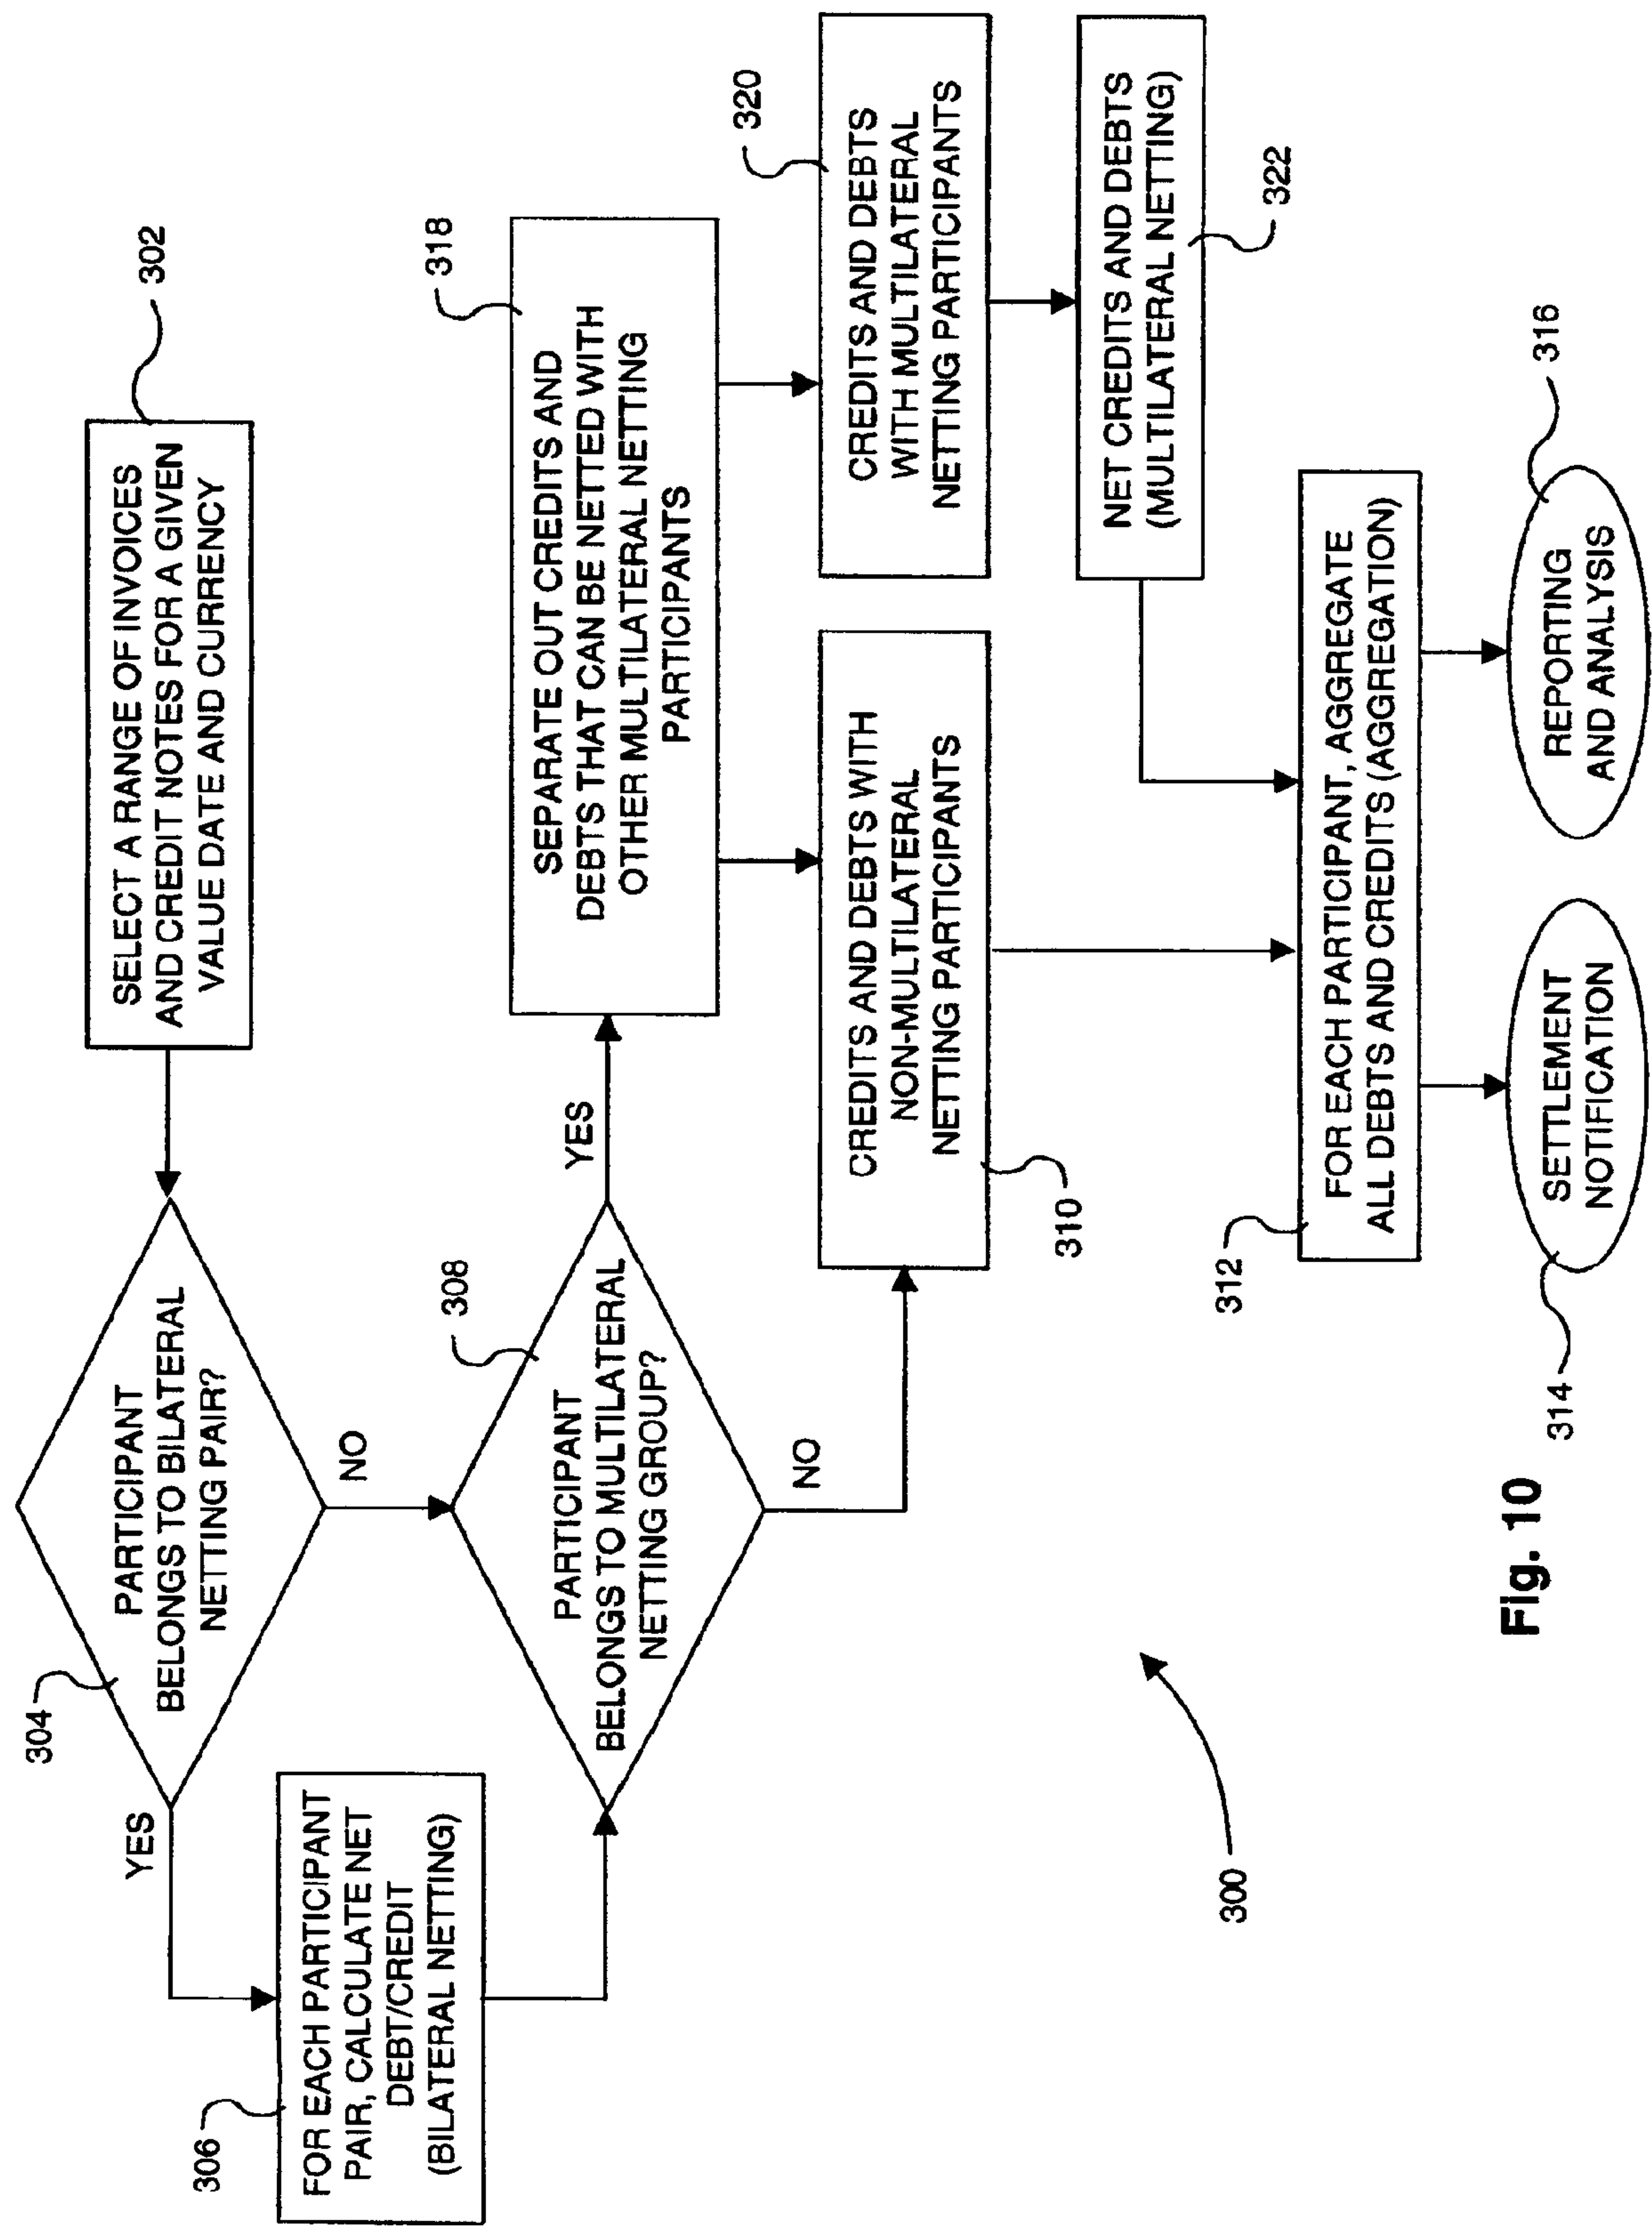 302
SELECT A RANGE OF INVOICES
AND CREDIT NOTES FOR A GIVEN
VALUE DATE AND CURRENCY
304
PARTICIPANT
BELONGS TO BILATERAL
NETTING PAIR?
YES
NO
306
FOR EACH PARTICIPANT
PAIR, CALCULATE NET
DEBT/CREDIT
(BILATERAL NETTING)
308
PARTICIPANT
BELONGS TO MULTILATERAL
NETTING GROUP?
YES
NO
318
SEPARATE OUT CREDITS AND
DEBTS THAT CAN BE NETTED WITH
OTHER MULTILATERAL NETTING
PARTICIPANTS
310
CREDITS AND DEBTS WITH
NON-MULTILATERAL
NETTING PARTICIPANTS
320
CREDITS AND DEBTS
WITH MULTILATERAL
NETTING PARTICIPANTS
NET CREDITS AND DEBTS
(MULTILATERAL NETTING)
322
312
FOR EACH PARTICIPANT, AGGREGATE
ALL DEBTS AND CREDITS (AGGREGATION)
314
SETTLEMENT
NOTIFICATION
316
REPORTING
AND ANALYSIS
300
Fig. 10